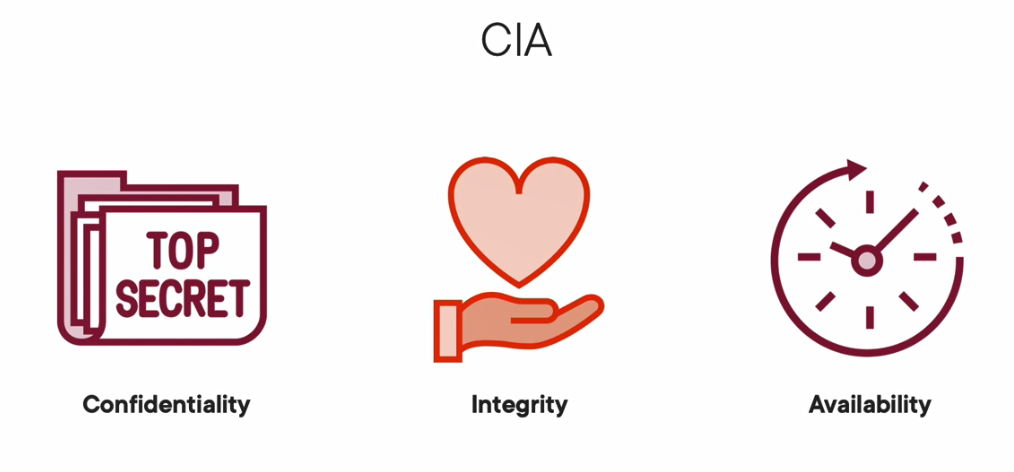 CIA
TOP
SECRET
Confidentiality
Integrity
Availability